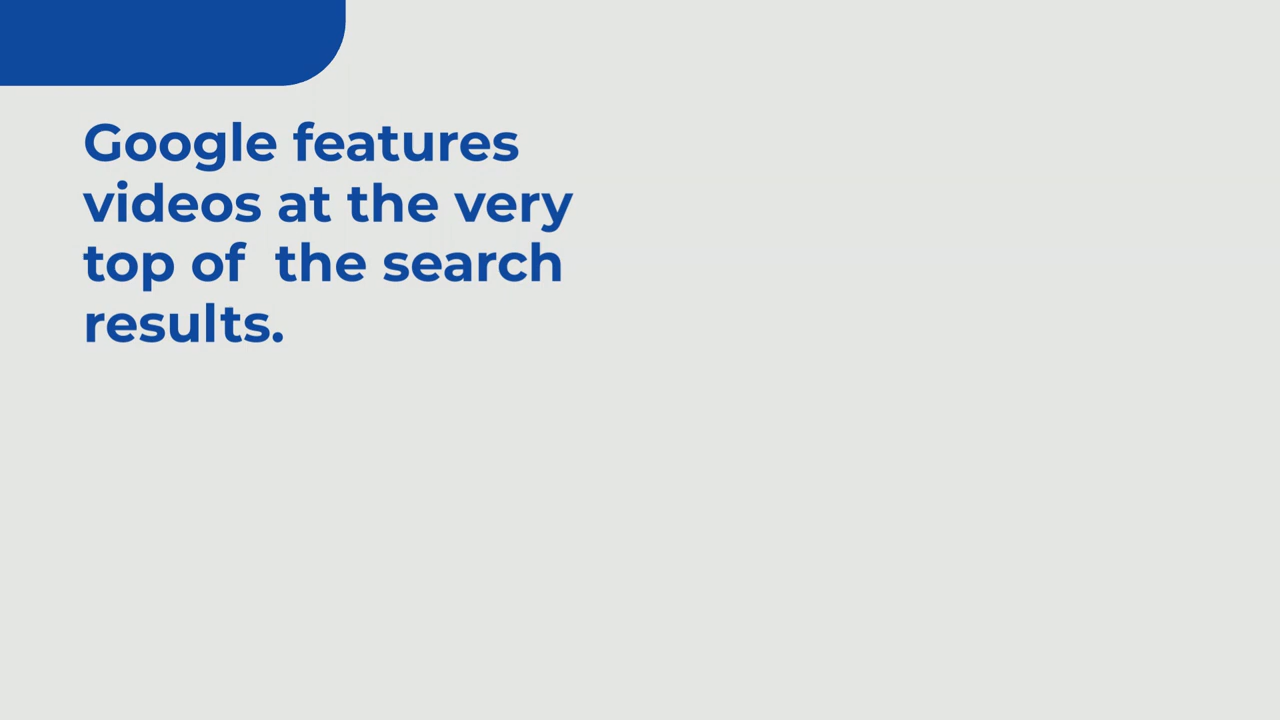 Google features
videos at the very
top of  the search
results.